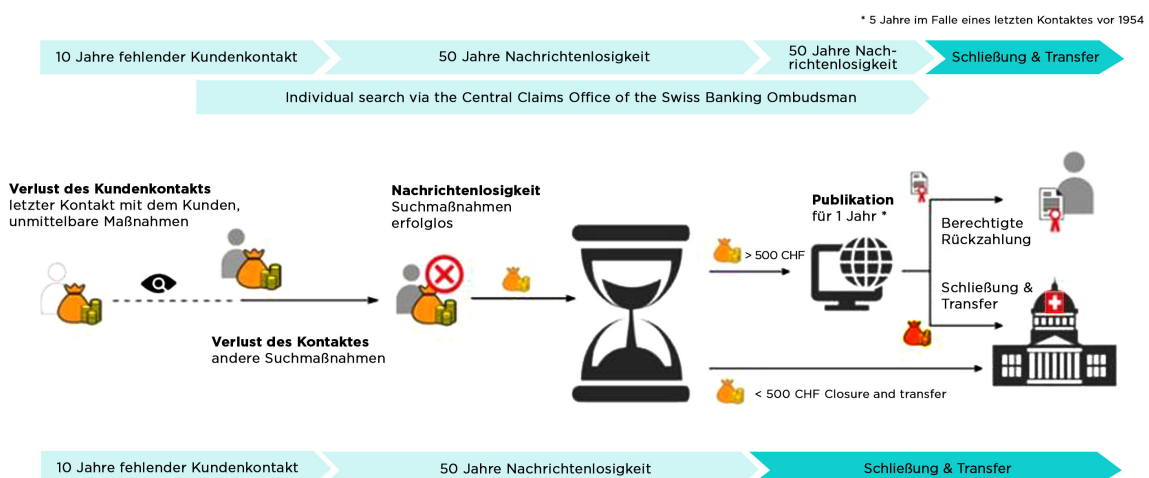 * 5 Jahre im Falle eines letzten Kontaktes vor 1954
10 Jahre fehlender Kundenkontakt
50 Jahre Nachrichtenlosigkeit
50 Jahre Nach-
richtenlosigkeit
Schließung & Transfer
Individual search via the Central Claims Office of the Swiss Banking Ombudsman
Verlust des Kundenkontakts
letzter Kontakt mit dem Kunden,
unmittelbare Maßnahmen
Verlust des Kontaktes
andere Suchmaßnahmen
Nachrichtenlosigkeit
Suchmaßnahmen
erfolglos
> 500 CHF
Publikation
für 1 Jahr *
Berechtigte
Rückzahlung
Schließung &
Transfer
< 500 CHF Closure and transfer
10 Jahre fehlender Kundenkontakt
50 Jahre Nachrichtenlosigkeit
Schließung & Transfer